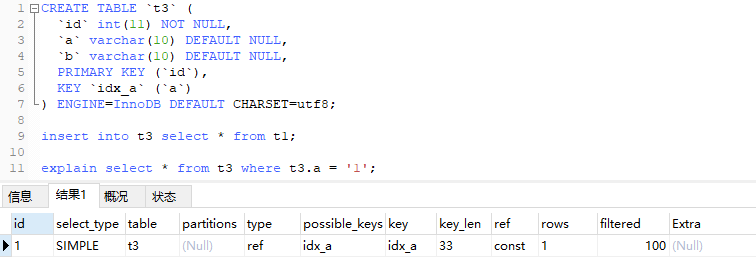 1 CREATE TABLE `t3` (
2 `id` int(11) NOT NULL,
3 `a` varchar(10) DEFAULT NULL,
4 `b` varchar(10) DEFAULT NULL,
5 PRIMARY KEY (`id`),
6 KEY `idx_a` (`a`)
7 ) ENGINE=InnoDB DEFAULT CHARSET=utf8;
8
9 insert into t3 select * from t1;
10
11 explain select * from t3 where t3.a = '1';
信息 结果1 概况 状态
id select_type table partitions type possible_keys key key_len ref rows filtered Extra
1 SIMPLE t3 (Null) ref idx_a idx_a 33 const 1 100 (Null)